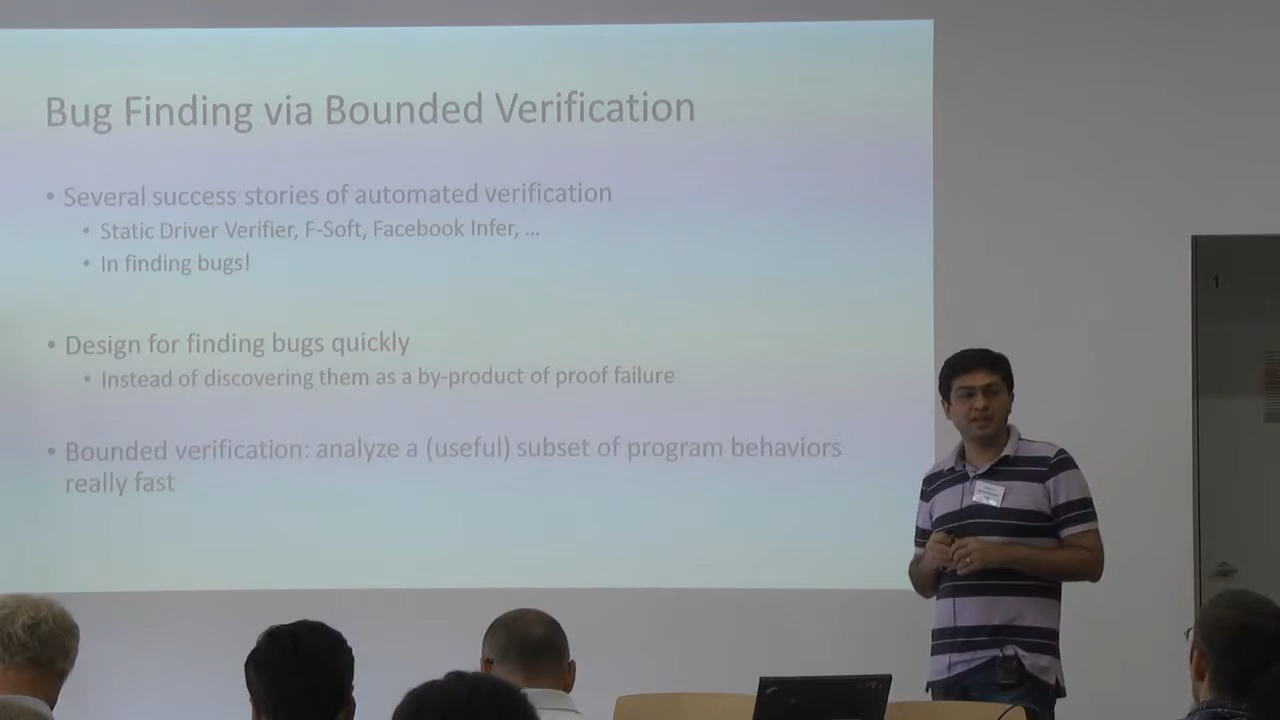 Bug Finding via Bounded Verification
• Several success stories of automated verification
• Static Driver Verifier, F-Soft, Facebook Infer, ...
• In finding bugs!
• Design for finding bugs quickly
• Instead of discovering them as a by-product of proof failure
• Bounded verification: analyze a (useful) subset of program behaviors
really fast
1